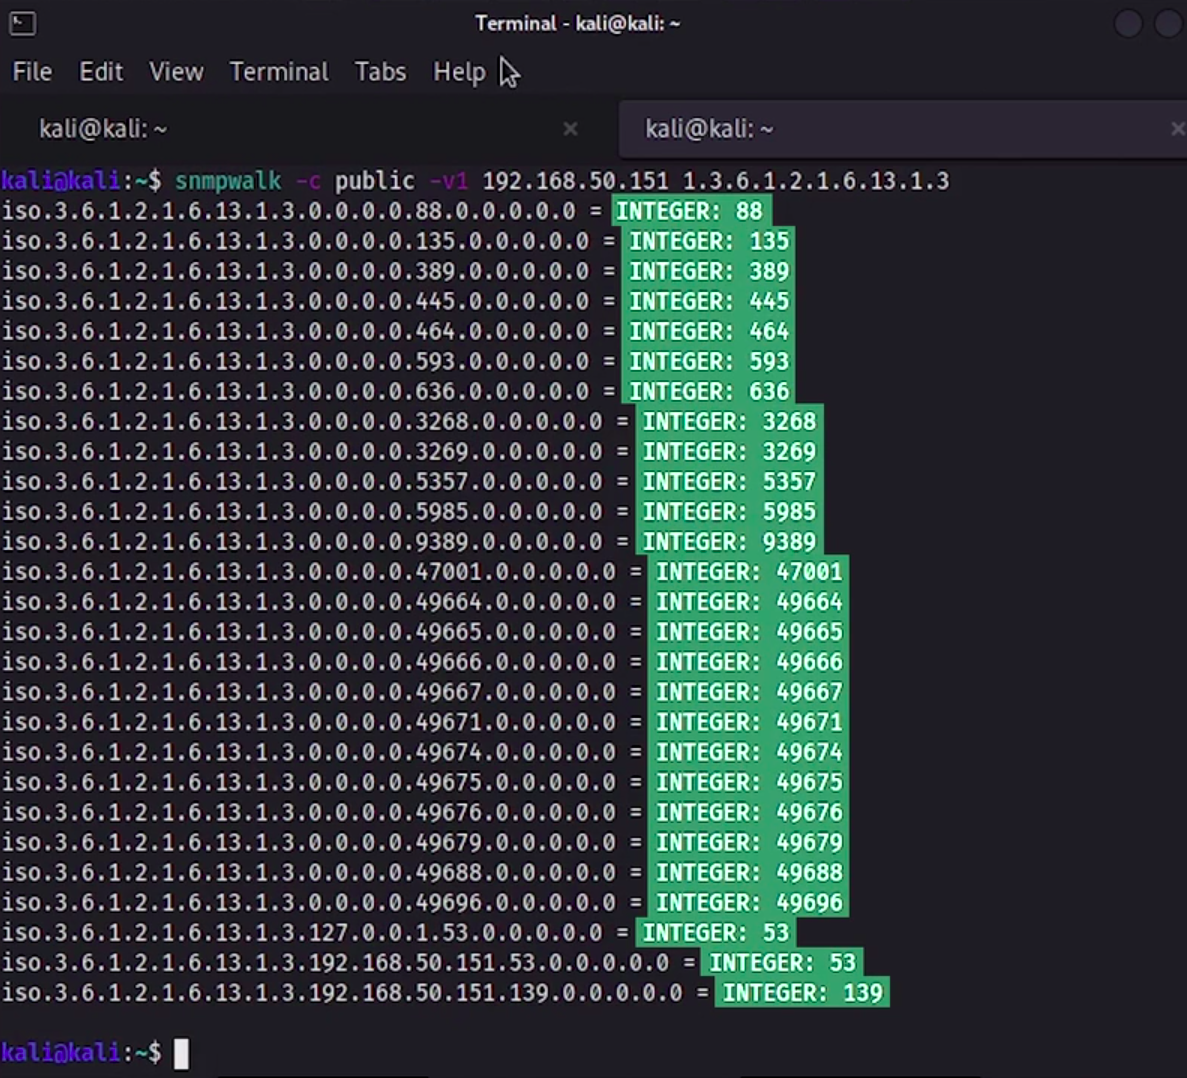 Terminal - kali@kali: ~
File Edit View Terminal Tabs Help
kali@kali: ~ × kali@kali: ~ ×
kali@kali:~$ snmpwalk -c public -v1 192.168.50.151 1.3.6.1.2.1.6.13.1.3
iso.3.6.1.2.1.6.13.1.3.0.0.0.0.88.0.0.0.0.0 = INTEGER: 88
iso.3.6.1.2.1.6.13.1.3.0.0.0.0.135.0.0.0.0.0 = INTEGER: 135
iso.3.6.1.2.1.6.13.1.3.0.0.0.0.389.0.0.0.0.0 = INTEGER: 389
iso.3.6.1.2.1.6.13.1.3.0.0.0.0.445.0.0.0.0.0 = INTEGER: 445
iso.3.6.1.2.1.6.13.1.3.0.0.0.0.464.0.0.0.0.0 = INTEGER: 464
iso.3.6.1.2.1.6.13.1.3.0.0.0.0.593.0.0.0.0.0 = INTEGER: 593
iso.3.6.1.2.1.6.13.1.3.0.0.0.0.636.0.0.0.0.0 = INTEGER: 636
iso.3.6.1.2.1.6.13.1.3.0.0.0.0.3268.0.0.0.0.0 = INTEGER: 3268
iso.3.6.1.2.1.6.13.1.3.0.0.0.0.3269.0.0.0.0.0 = INTEGER: 3269
iso.3.6.1.2.1.6.13.1.3.0.0.0.0.5357.0.0.0.0.0 = INTEGER: 5357
iso.3.6.1.2.1.6.13.1.3.0.0.0.0.5985.0.0.0.0.0 = INTEGER: 5985
iso.3.6.1.2.1.6.13.1.3.0.0.0.0.9389.0.0.0.0.0 = INTEGER: 9389
iso.3.6.1.2.1.6.13.1.3.0.0.0.0.47001.0.0.0.0.0 = INTEGER: 47001
iso.3.6.1.2.1.6.13.1.3.0.0.0.0.49664.0.0.0.0.0 = INTEGER: 49664
iso.3.6.1.2.1.6.13.1.3.0.0.0.0.49665.0.0.0.0.0 = INTEGER: 49665
iso.3.6.1.2.1.6.13.1.3.0.0.0.0.49666.0.0.0.0.0 = INTEGER: 49666
iso.3.6.1.2.1.6.13.1.3.0.0.0.0.49667.0.0.0.0.0 = INTEGER: 49667
iso.3.6.1.2.1.6.13.1.3.0.0.0.0.49671.0.0.0.0.0 = INTEGER: 49671
iso.3.6.1.2.1.6.13.1.3.0.0.0.0.49674.0.0.0.0.0 = INTEGER: 49674
iso.3.6.1.2.1.6.13.1.3.0.0.0.0.49675.0.0.0.0.0 = INTEGER: 49675
iso.3.6.1.2.1.6.13.1.3.0.0.0.0.49676.0.0.0.0.0 = INTEGER: 49676
iso.3.6.1.2.1.6.13.1.3.0.0.0.0.49679.0.0.0.0.0 = INTEGER: 49679
iso.3.6.1.2.1.6.13.1.3.0.0.0.0.49688.0.0.0.0.0 = INTEGER: 49688
iso.3.6.1.2.1.6.13.1.3.0.0.0.0.49696.0.0.0.0.0 = INTEGER: 49696
iso.3.6.1.2.1.6.13.1.3.127.0.0.1.53.0.0.0.0.0 = INTEGER: 53
iso.3.6.1.2.1.6.13.1.3.192.168.50.151.53.0.0.0.0.0 = INTEGER: 53
iso.3.6.1.2.1.6.13.1.3.192.168.50.151.139.0.0.0.0.0 = INTEGER: 139
kali@kali:~$